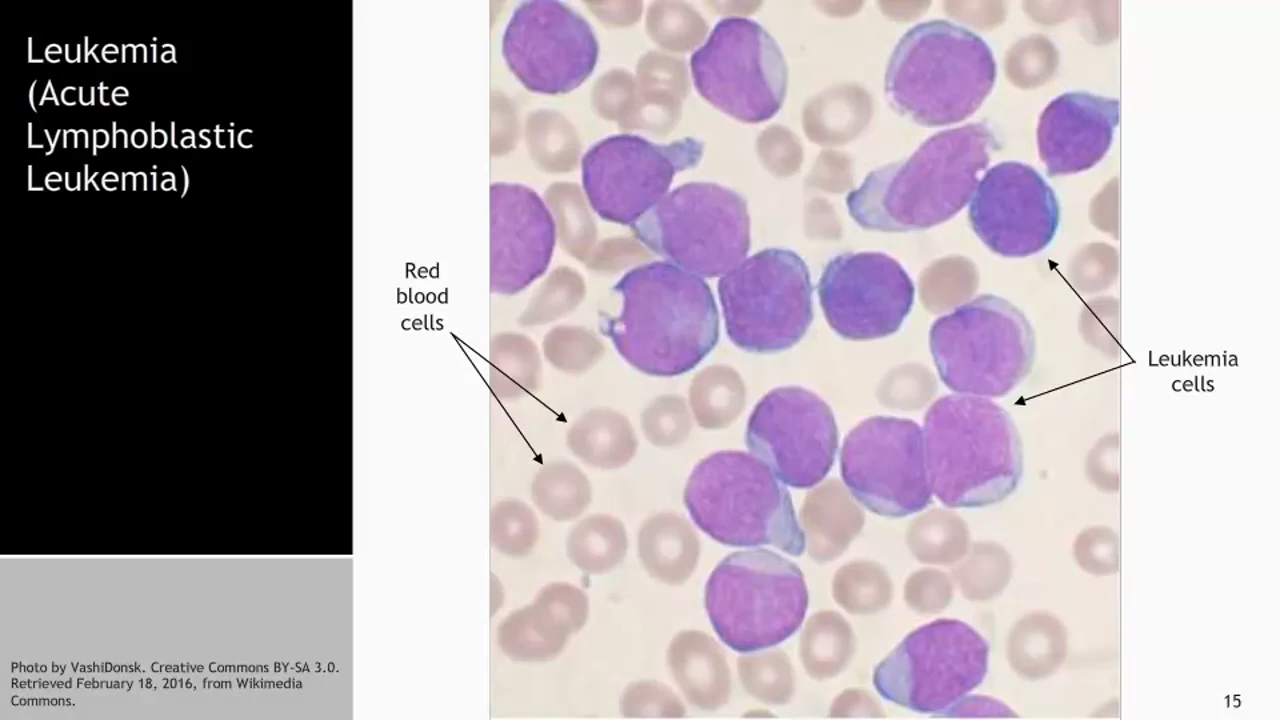 Leukemia
(Acute
Lymphoblastic
Leukemia)
Red
blood
cells
Leukemia
cells
Photo by VashiDonsk. Creative Commons BY-SA 3.0.
Retrieved February 18, 2016, from Wikimedia
Commons.
15